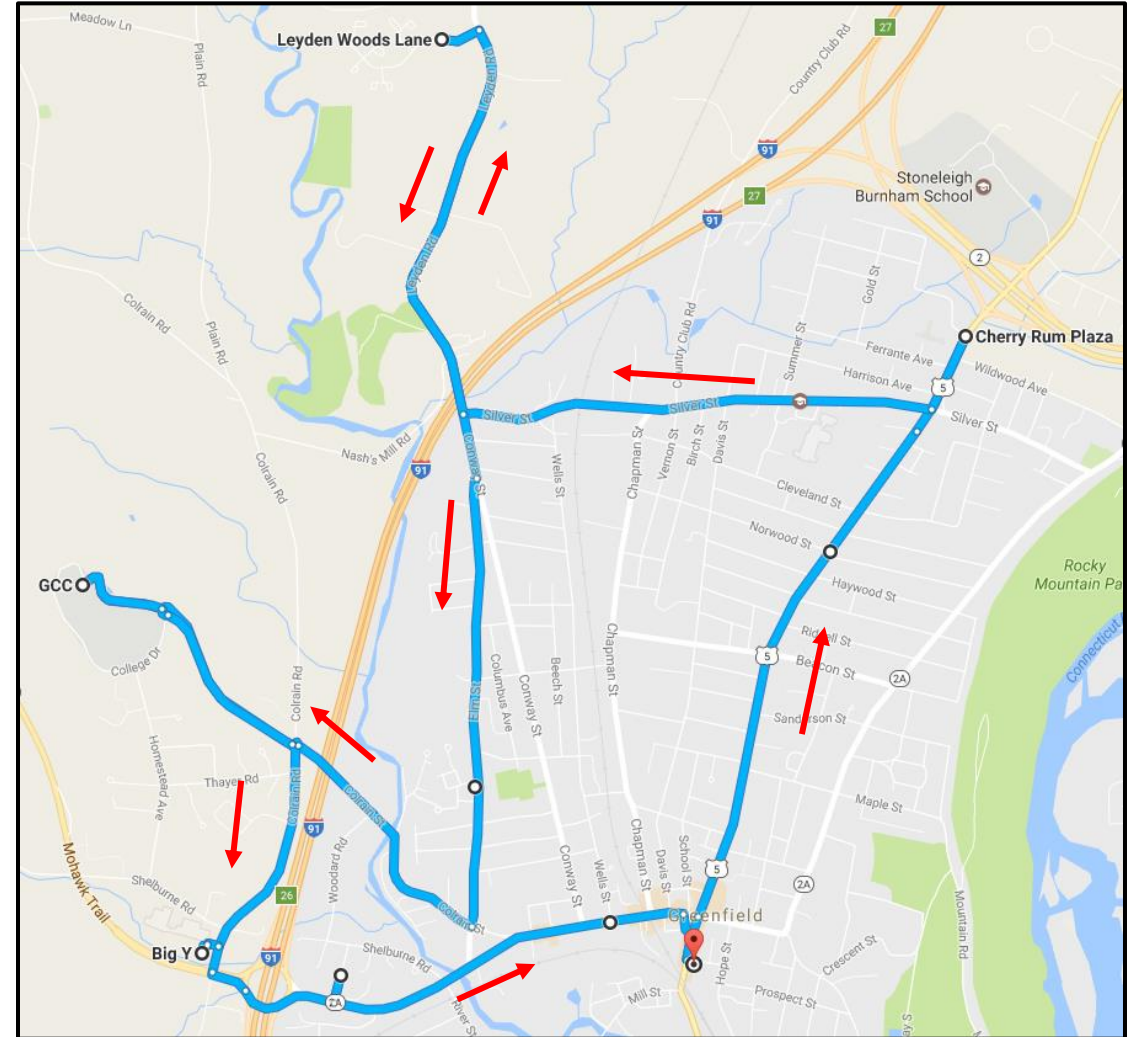 Meadow Ln
Plain Rd
Leyden Woods Lane
Leyden Rd
Country Club Rd
27
91
27
91
Stoneleigh
Burnham School
2
Gold St
Cherry Rum Plaza
Colrain Rd
Plain Rd
Leyden Rd
Country Club Rd
Summer St
Ferrante Ave
Harrison Ave
Wildwood Ave
5
Silver St
Silver St
Silver St
Nash's Mill Rd
Conway St
91
Colrain Rd
Wells St
Chapman St
Vernon St
Birch St
Davis St
Cleveland St
Norwood St
Haywood St
Rocky
Mountain Pa
GCC
College Dr
Chapman St
5
Beacon St
2A
Connecticut
Elm St
Columbus Ave
Conway St
Beech St
Sanderson St
Colrain Rd
Homestead Ave
Thayer Rd
Colrain Rd
Colrain St
91
Woodard Rd
Maple St
Mohawk Trail
Shelburne Rd
26
Conway St
Wells St
Chapman St
Davis St
School St
5
2A
Mountain Rd
Colrain St
Greenfield
Big Y
91
Shelburne Rd
Hope St
Crescent St
2A
River St
Mill St
Prospect St